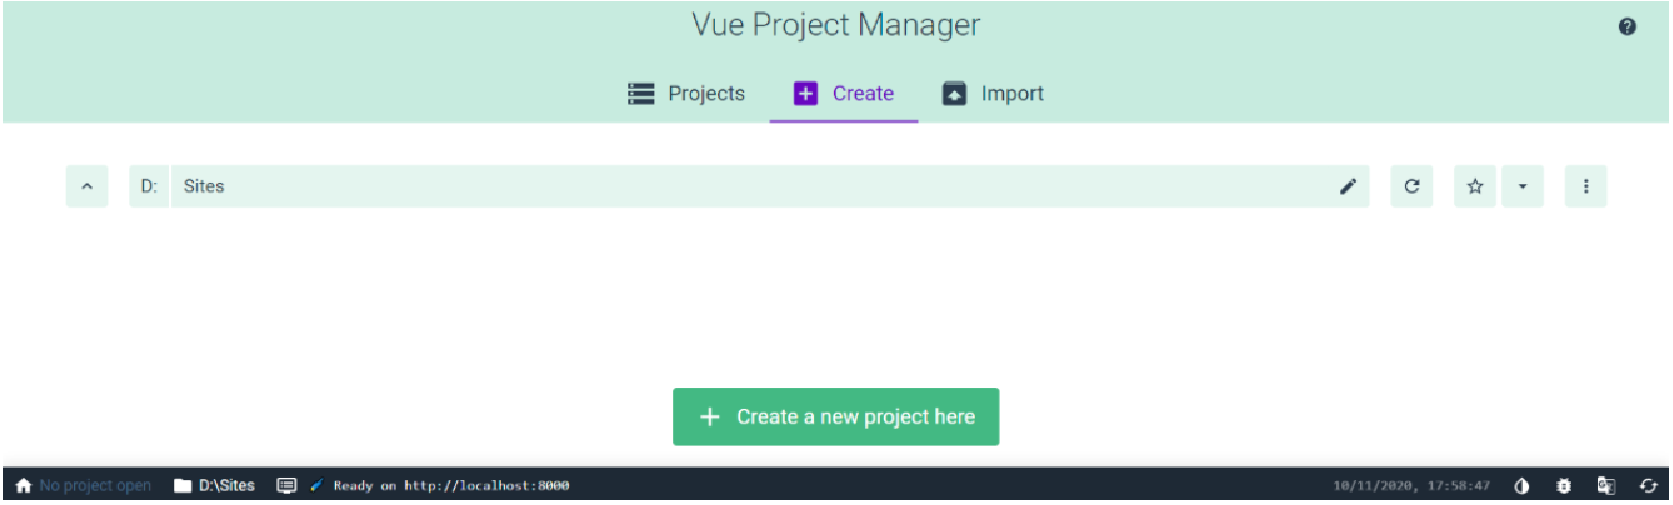 Vue Project Manager
Projects Create Import
D: Sites
Create a new project here
No project open D:\Sites Ready on http://localhost:8000 10/11/2020, 17:58:47